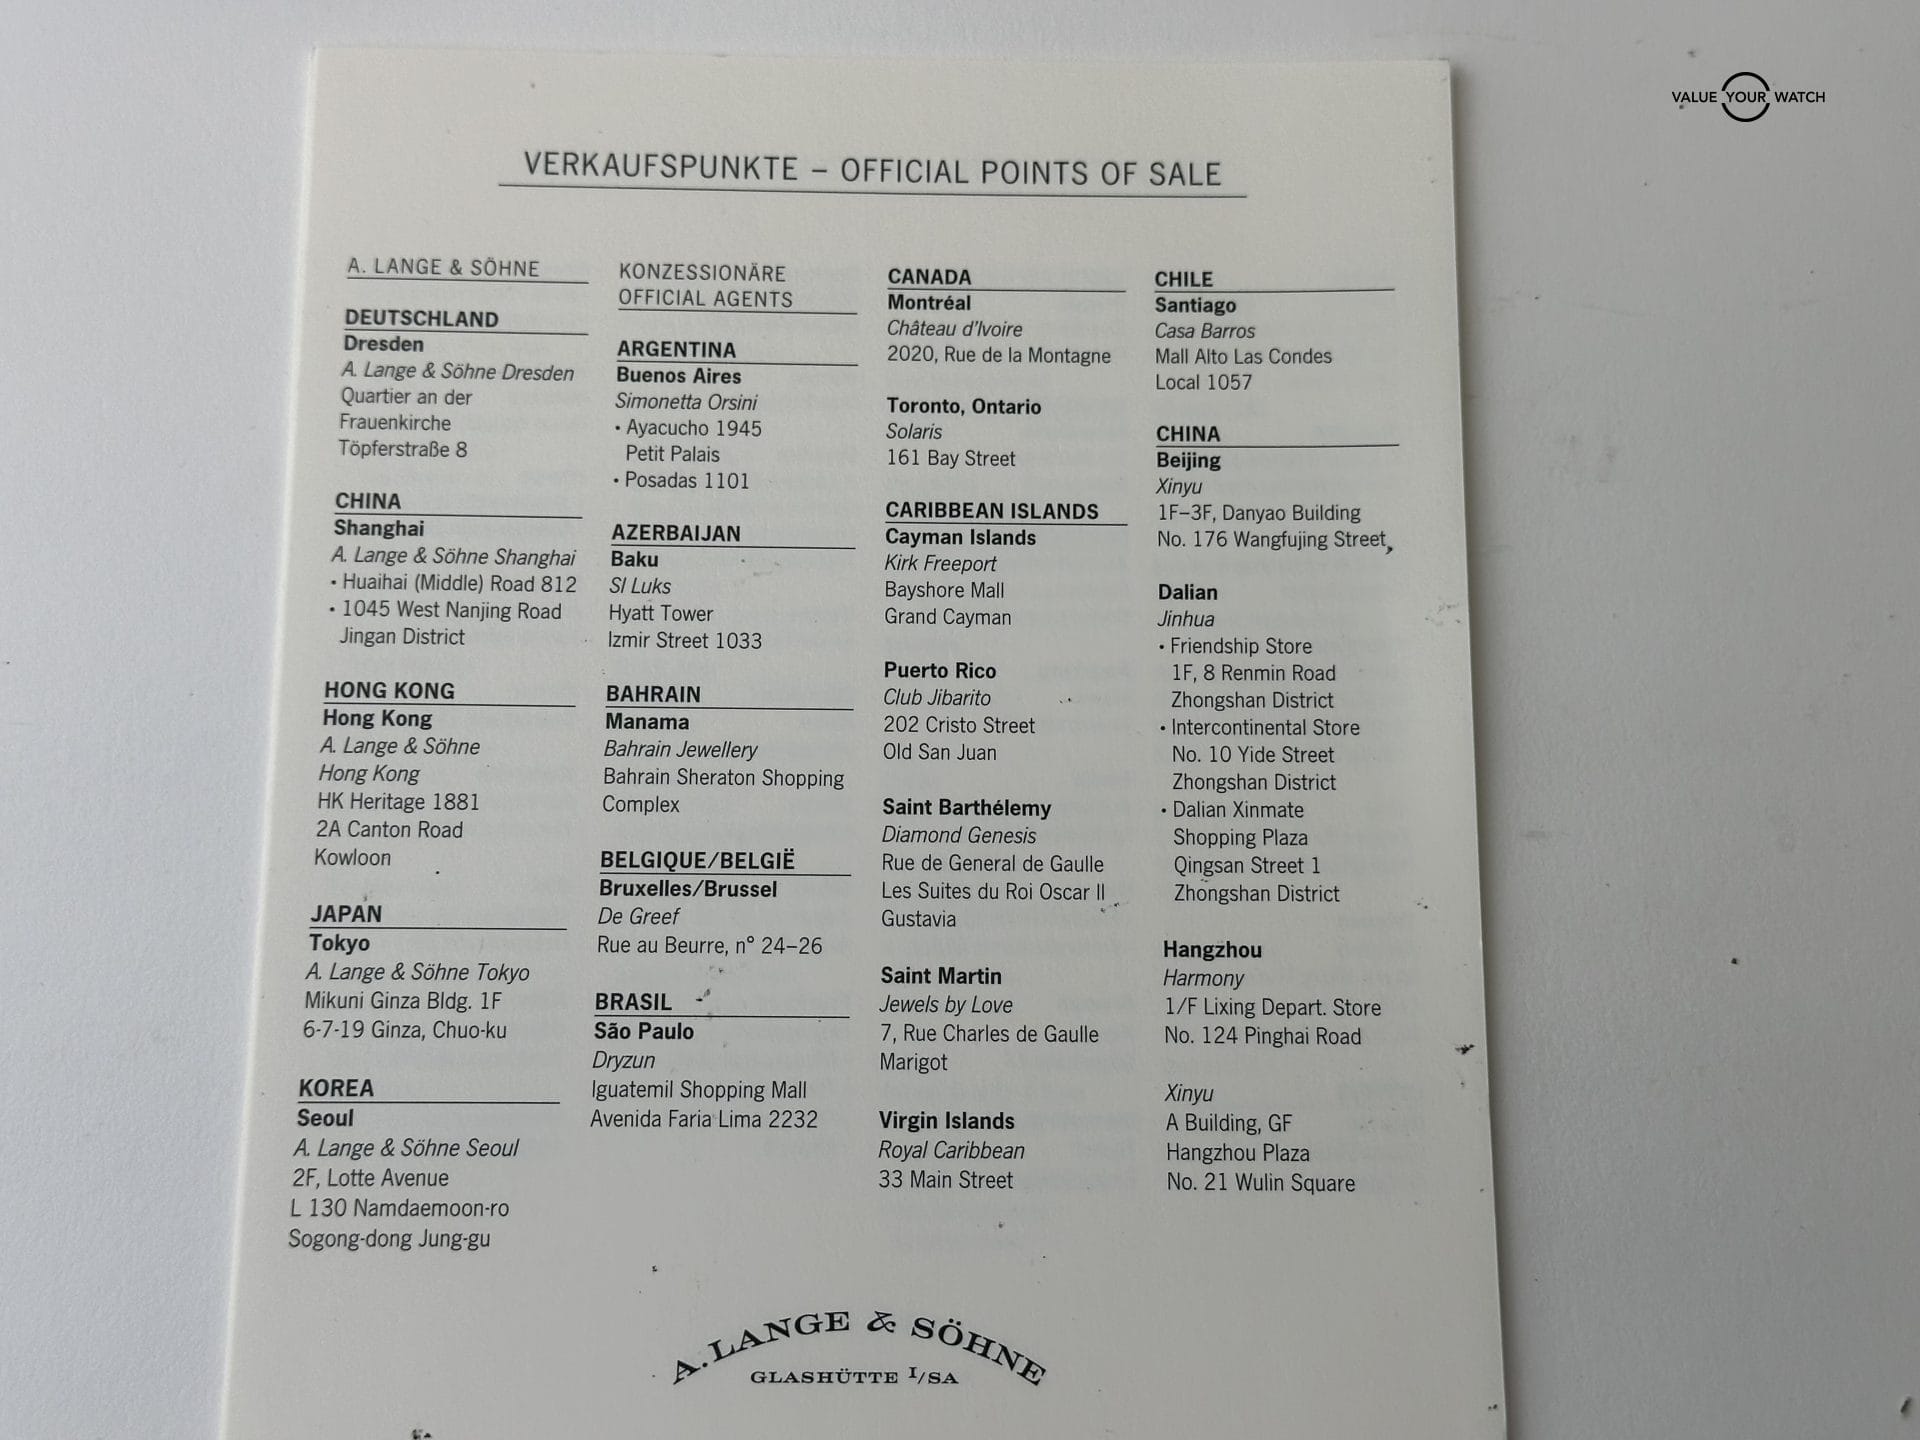 VALUE YOUR WATCH
VERKAUFSPUNKTE – OFFICIAL POINTS OF SALE
A. LANGE & SÖHNE
DEUTSCHLAND
Dresden
A. Lange & Söhne Dresden
Quartier an der
Frauenkirche
Töpferstraße 8
CHINA
Shanghai
A. Lange & Söhne Shanghai
• Huaihai (Middle) Road 812
• 1045 West Nanjing Road
Jingan District
HONG KONG
Hong Kong
A. Lange & Söhne
Hong Kong
HK Heritage 1881
2A Canton Road
Kowloon
JAPAN
Tokyo
A. Lange & Söhne Tokyo
Mikuni Ginza Bldg. 1F
6-7-19 Ginza, Chuo-ku
KOREA
Seoul
A. Lange & Söhne Seoul
2F, Lotte Avenue
L 130 Namdaemoon-ro
Sogong-dong Jung-gu
KONZESSIONÄRE
OFFICIAL AGENTS
ARGENTINA
Buenos Aires
Simonetta Orsini
• Ayacucho 1945
Petit Palais
• Posadas 1101
AZERBAIJAN
Baku
SI Luks
Hyatt Tower
Izmir Street 1033
BAHRAIN
Manama
Bahrain Jewellery
Bahrain Sheraton Shopping
Complex
BELGIQUE/BELGIË
Bruxelles/Brussel
De Greef
Rue au Beurre, n° 24–26
BRASIL
São Paulo
Dryzun
Iguatemil Shopping Mall
Avenida Faria Lima 2232
CANADA
Montréal
Château d'Ivoire
2020, Rue de la Montagne
Toronto, Ontario
Solaris
161 Bay Street
CARIBBEAN ISLANDS
Cayman Islands
Kirk Freeport
Bayshore Mall
Grand Cayman
Puerto Rico
Club Jibarito
202 Cristo Street
Old San Juan
Saint Barthélemy
Diamond Genesis
Rue de General de Gaulle
Les Suites du Roi Oscar II
Gustavia
Saint Martin
Jewels by Love
7, Rue Charles de Gaulle
Marigot
Virgin Islands
Royal Caribbean
33 Main Street
CHILE
Santiago
Casa Barros
Mall Alto Las Condes
Local 1057
CHINA
Beijing
Xinyu
1F–3F, Danyao Building
No. 176 Wangfujing Street
Dalian
Jinhua
• Friendship Store
1F, 8 Renmin Road
Zhongshan District
• Intercontinental Store
No. 10 Yide Street
Zhongshan District
• Dalian Xinmate
Shopping Plaza
Qingsan Street 1
Zhongshan District
Hangzhou
Harmony
1/F Lixing Depart. Store
No. 124 Pinghai Road
Xinyu
A Building, GF
Hangzhou Plaza
No. 21 Wulin Square
A. LANGE & SÖHNE
GLASHÜTTE I/SA